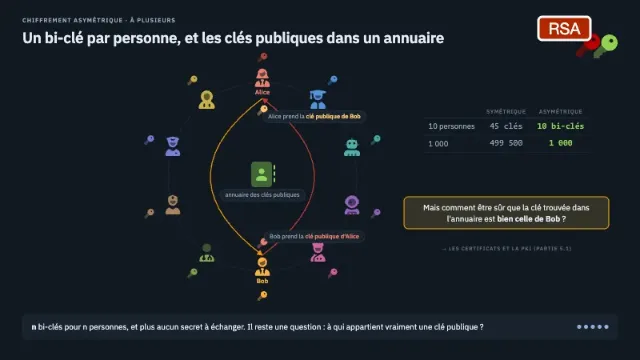 CHIFFREMENT ASYMÉTRIQUE · À PLUSIEURS
Un bi-clé par personne, et les clés publiques dans un annuaire
RSA
Alice
Alice prend la clé publique de Bob
annuaire des clés publiques
Bob prend la clé publique d'Alice
Bob
SYMÉTRIQUE ASYMÉTRIQUE
10 personnes 45 clés 10 bi-clés
1 000 499 500 1 000
Mais comment être sûr que la clé trouvée dans
l'annuaire est bien celle de Bob ?
→ LES CERTIFICATS ET LA PKI (PARTIE 5.1)
n bi-clés pour n personnes, et plus aucun secret à échanger. Il reste une question : à qui appartient vraiment une clé publique ?